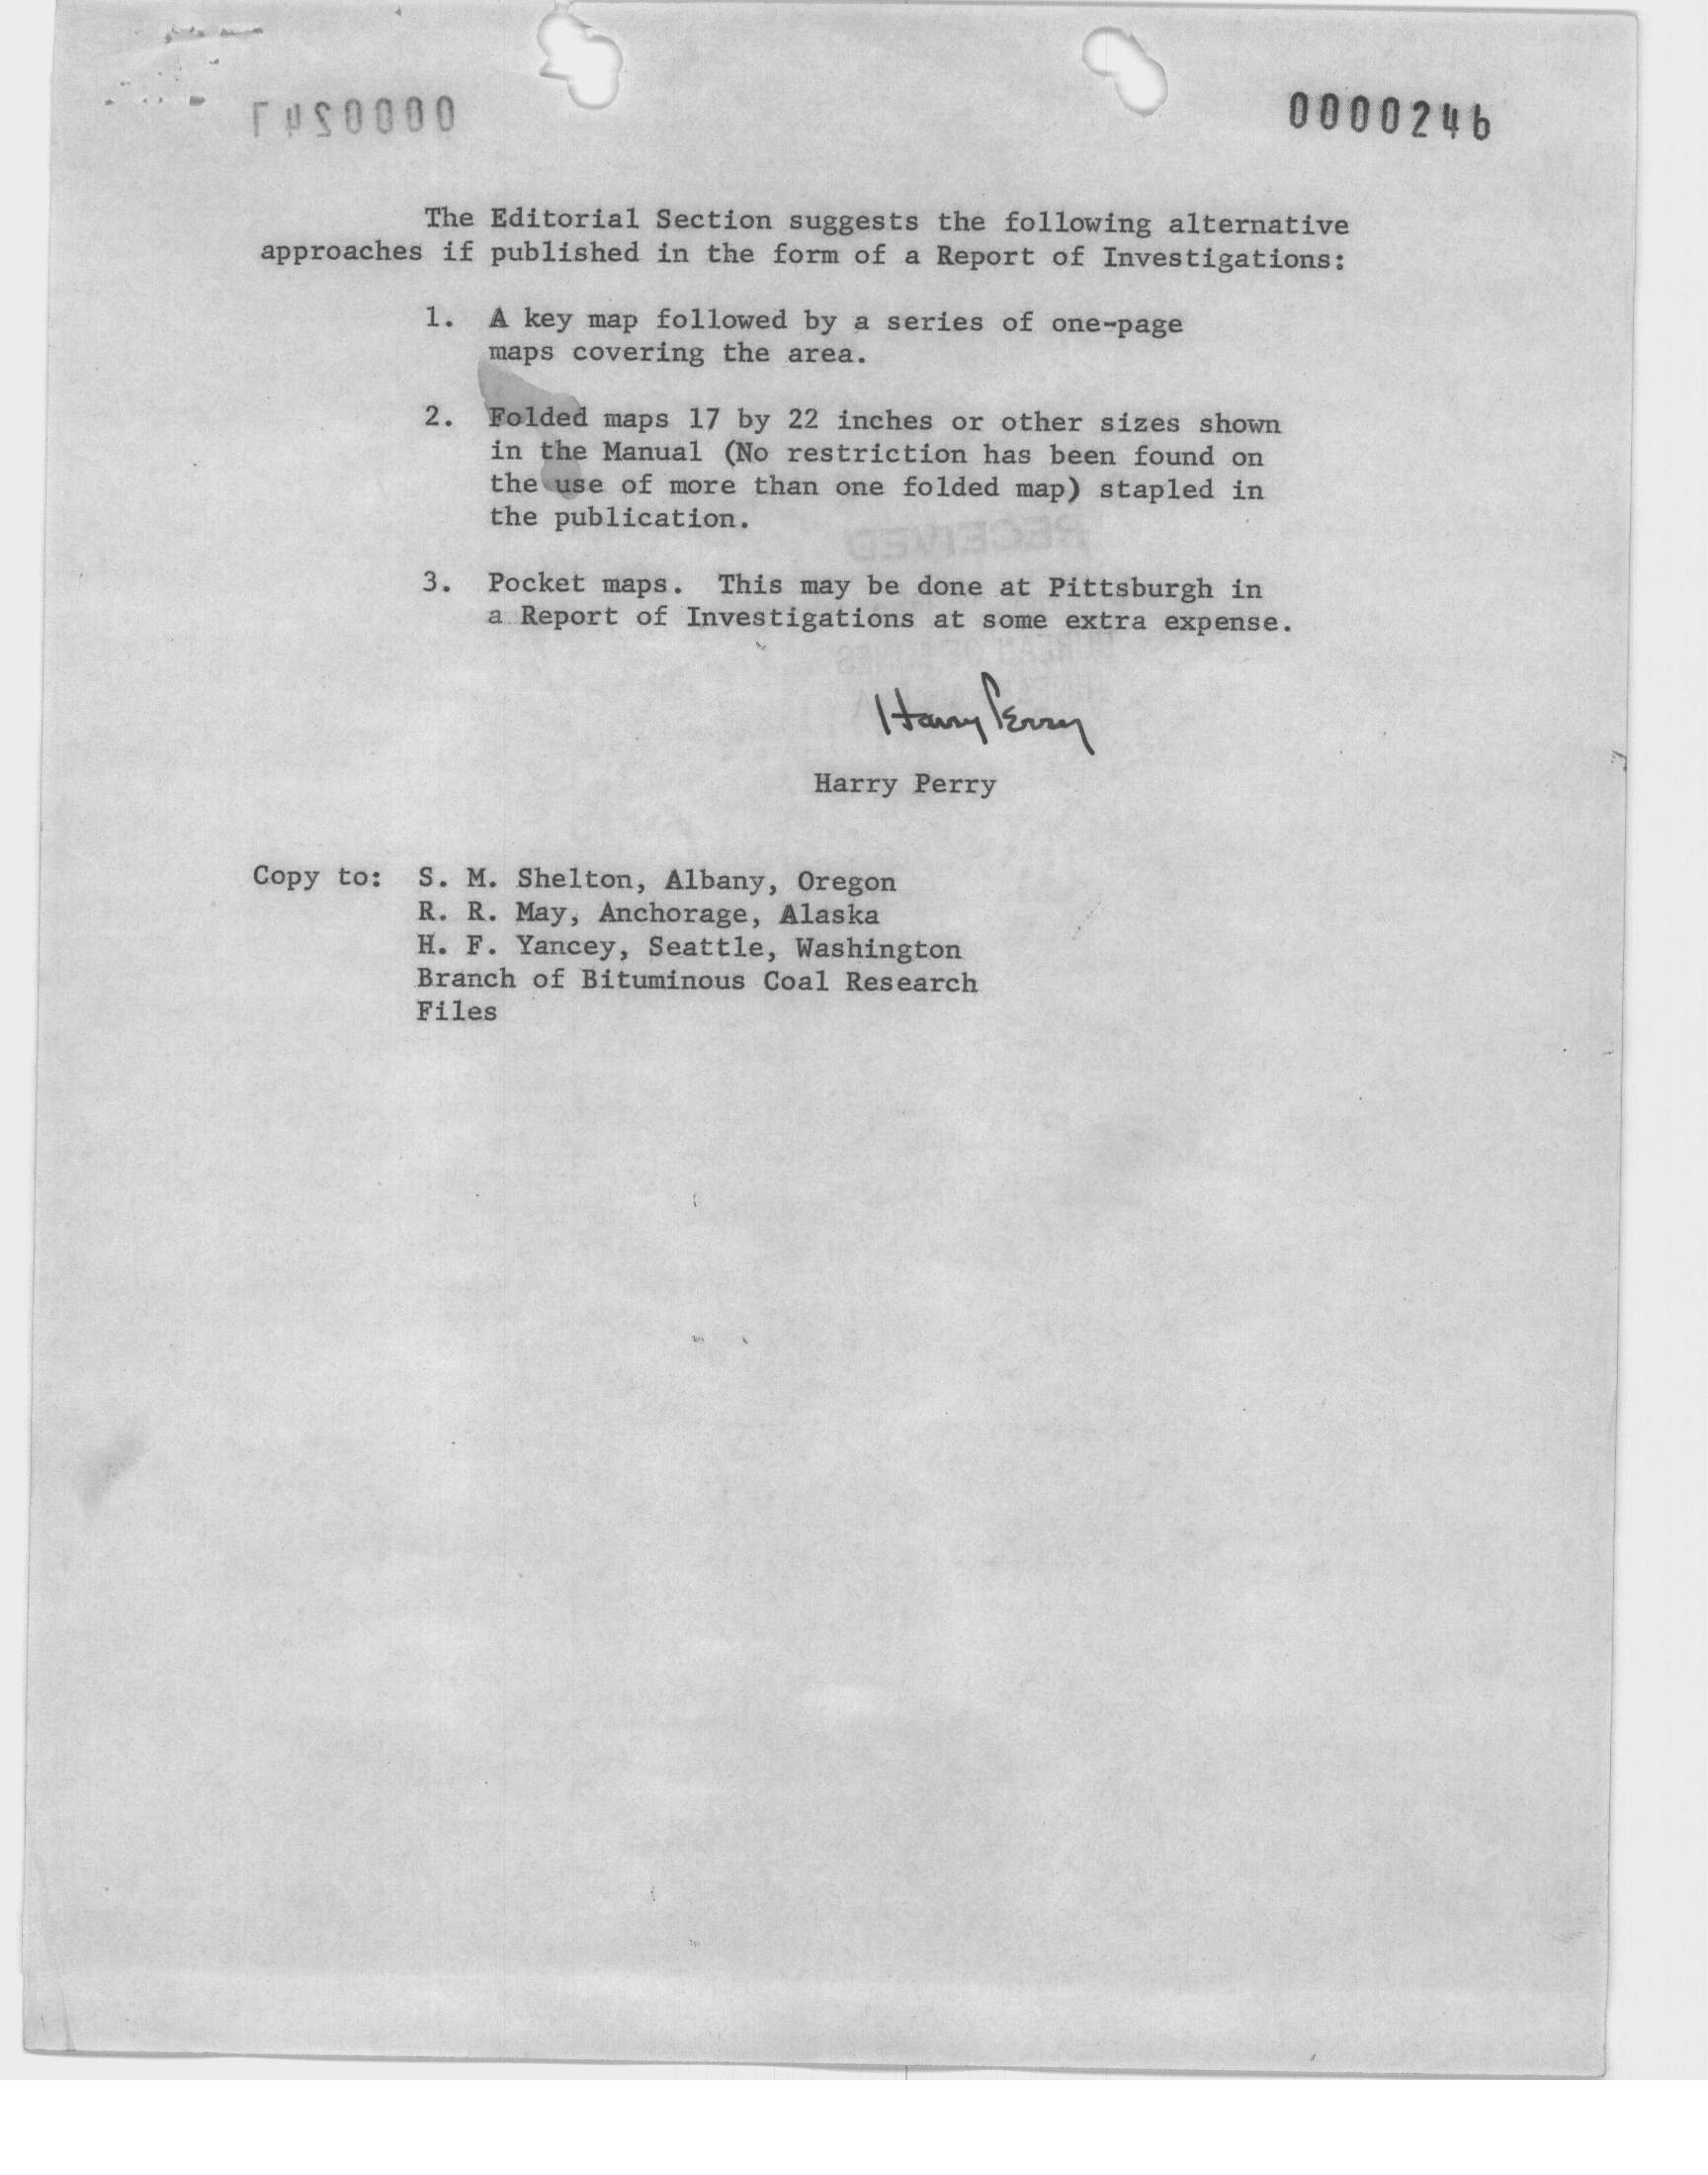 0000246
The Editorial Section suggests the following alternative
approaches if published in the form of a Report of Investigations:
1. A key map followed by a series of one-page
maps covering the area.
2. Folded maps 17 by 22 inches or other sizes shown
in the Manual (No restriction has been found on
the use of more than one folded map) stapled in
the publication.
RECEIVED
3. Pocket maps. This may be done at Pittsburgh in
a Report of Investigations at some extra expense.
Harry Perry
Harry Perry
Copy to: S. M. Shelton, Albany, Oregon
R. R. May, Anchorage, Alaska
H. F. Yancey, Seattle, Washington
Branch of Bituminous Coal Research
Files